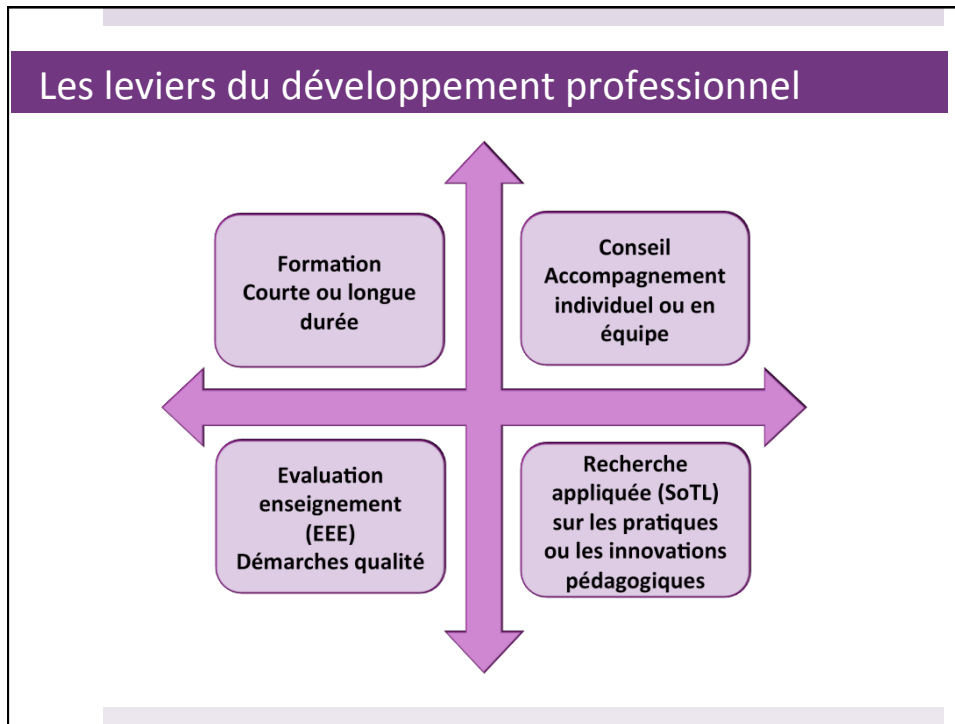 Les leviers du développement professionnel
Formation
Courte ou longue
durée
Conseil
Accompagnement
individuel ou en
équipe
Evaluation
enseignement
(EEE)
Démarches qualité
Recherche
appliquée (SoTL)
sur les pratiques
ou les innovations
pédagogiques